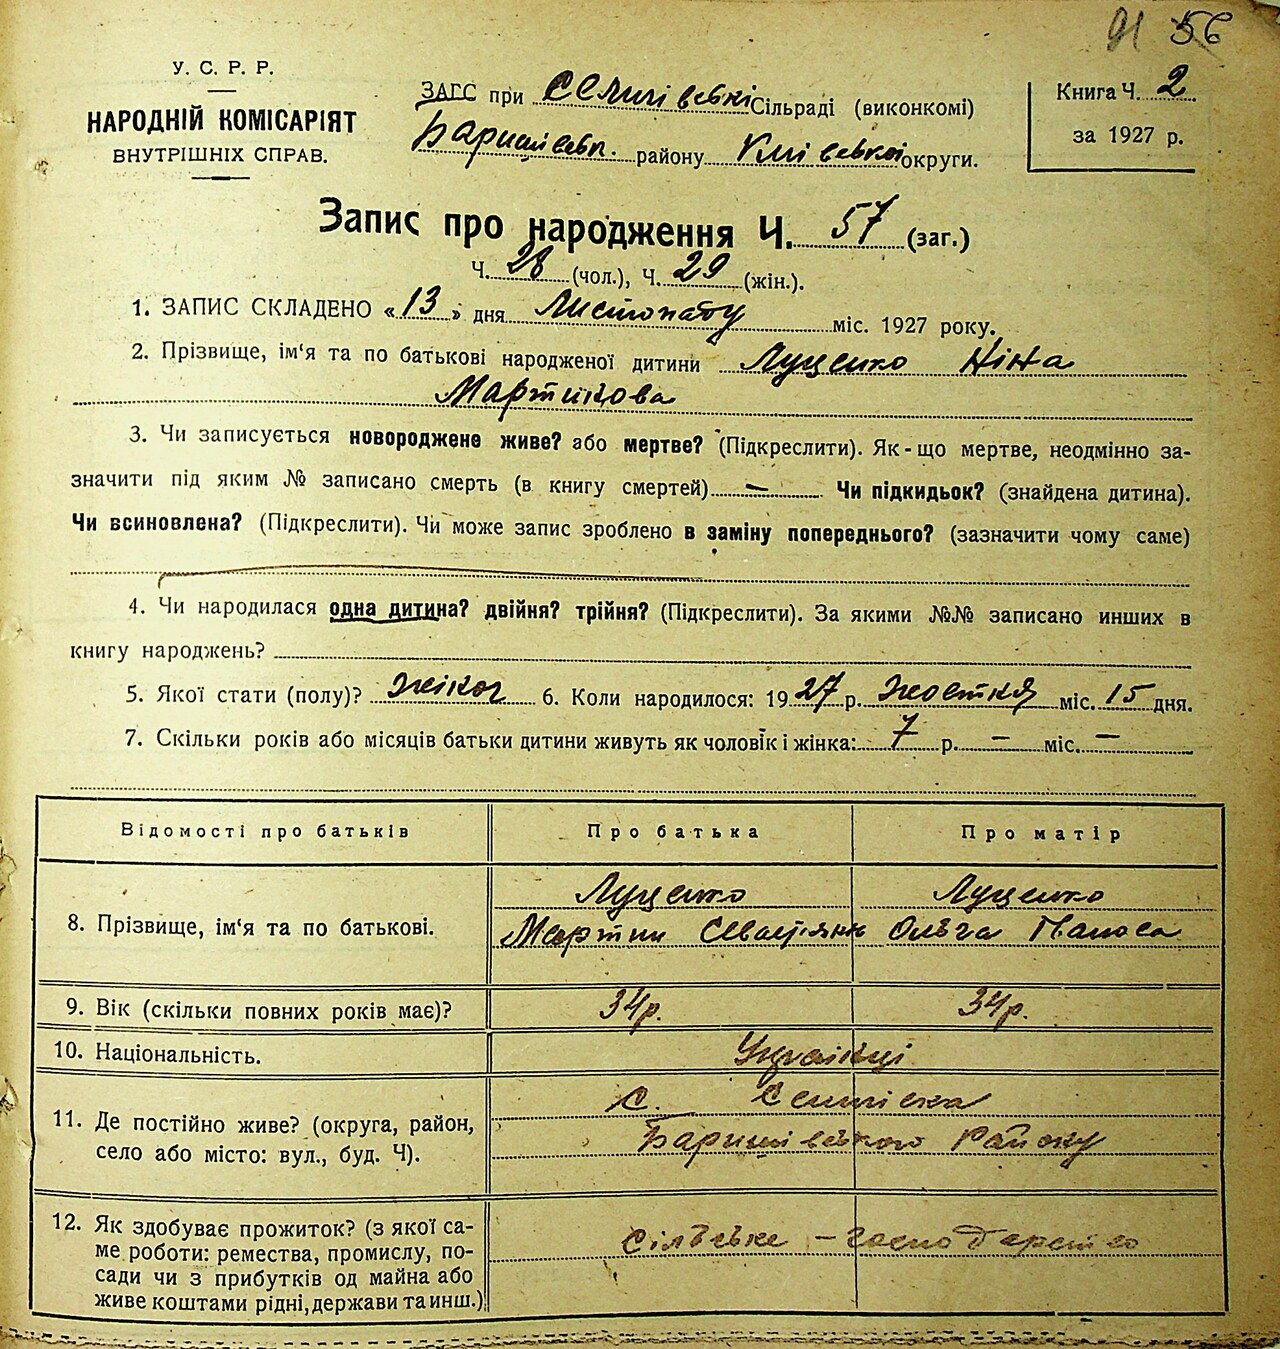 91 56
У. С. Р. Р.
НАРОДНІЙ КОМІСАРІЯТ
ВНУТРІШНІХ СПРАВ.
ЗАГС при Селищівські Сільраді (виконкомі)
Баришівськ. району Київської округи.
Книга Ч. 2
за 1927 р.
Запис про народження Ч. 57 (заг.)
Ч. 28 (чол.), Ч. 29 (жін.).
1. ЗАПИС СКЛАДЕНО «13» дня Листопаду міс. 1927 року.
2. Прізвище, ім‘я та по батькові народженої дитини Луценко Ніна
Мартинова
3. Чи записується новороджене живе? або мертве? (Підкреслити). Як-що мертве, неодмінно за-
значити під яким № записано смерть (в книгу смертей) — Чи підкидьок? (знайдена дитина).
Чи всиновлена? (Підкреслити). Чи може запис зроблено в заміну попереднього? (зазначити чому саме)
4. Чи народилася одна дитина? двійня? трійня? (Підкреслити). За якими №№ записано инших в
книгу народжень?
5. Якої стати (полу)? жіноч 6. Коли народилося: 1927 р. Жовтня міс. 15 дня.
7. Скільки років або місяців батьки дитини живуть як чоловік і жінка: 7 р. — міс. —
Відомості про батьків Про батька Про матір
Луценко Луценко
8. Прізвище, ім‘я та по батькові. Мартин Севастіян Ольга Панаса
9. Вік (скільки повних років має)? 34р. 34р.
10. Національність. Українці
с. Селищка
11. Де постійно живе? (округа, район,
село або місто: вул., буд. Ч). Баришівського Району
12. Як здобуває прожиток? (з якої са-
ме роботи: ремества, промислу, по-
сади чи з прибутків од майна або
живе коштами рідні, держави та инш.)
Сільське - господарство